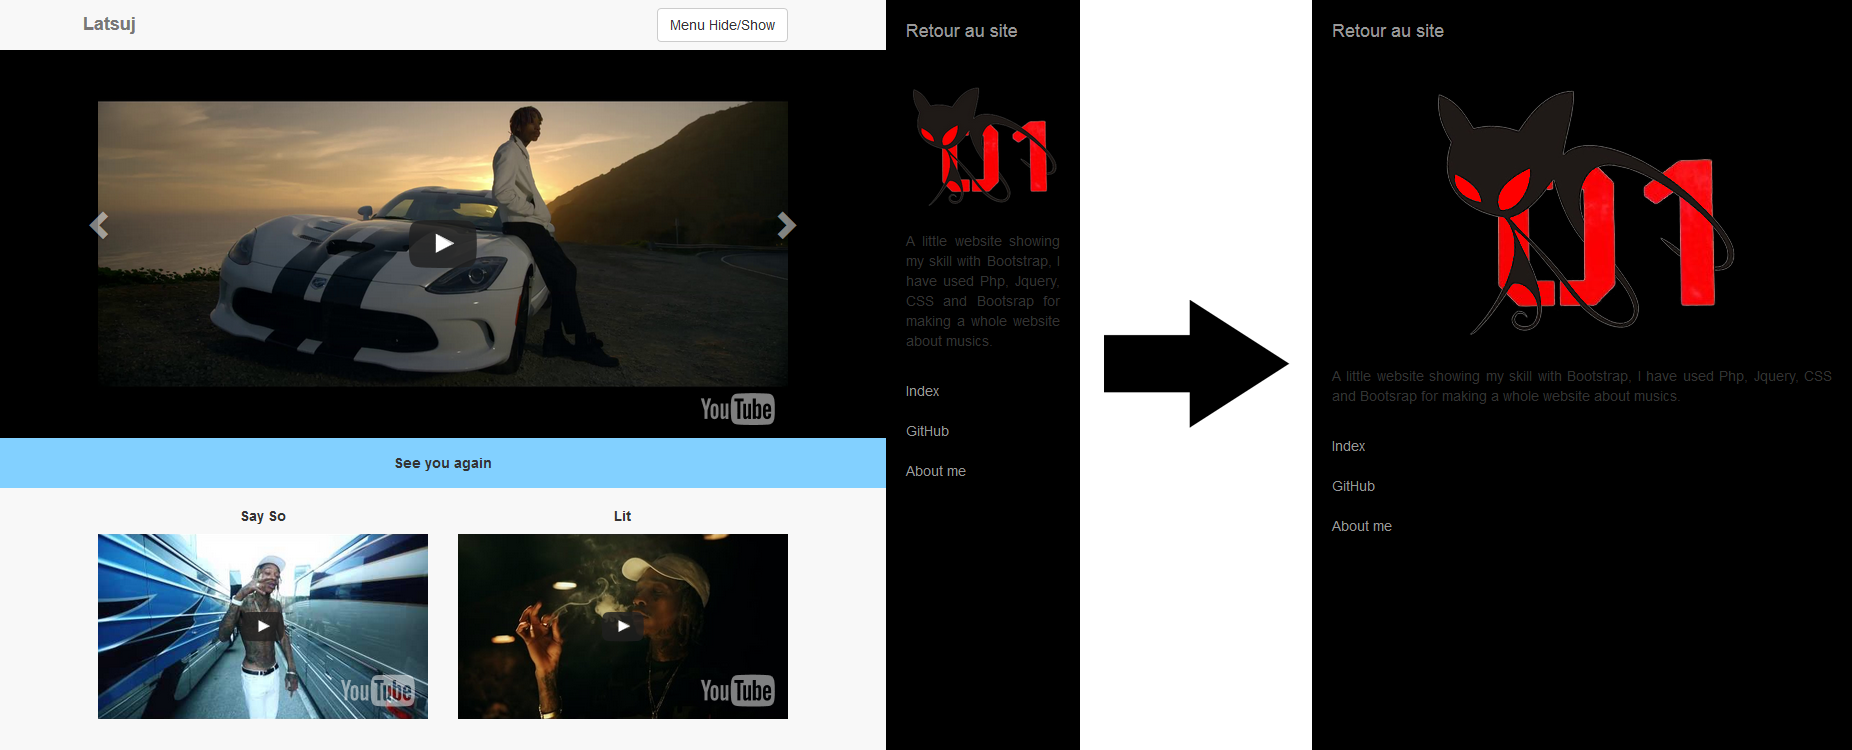 Latsuj
Menu Hide/Show
YouTube
See you again
Say So
Lit
YouTube
YouTube
Retour au site
A little website showing
my skill with Bootstrap, I
have used Php, Jquery,
CSS and Bootsrap for
making a whole website
about musics.
Index
GitHub
About me
Retour au site
A little website showing my skill with Bootstrap, I have used Php, Jquery, CSS
and Bootsrap for making a whole website about musics.
Index
GitHub
About me